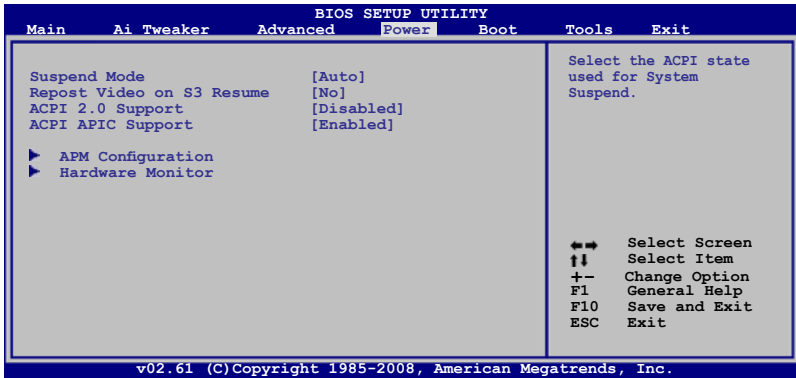 BIOS SETUP UTILITY
Main Ai Tweaker Advanced Power Boot Tools Exit
Suspend Mode [Auto]
Repost Video on S3 Resume [No]
ACPI 2.0 Support [Disabled]
ACPI APIC Support [Enabled]
APM Configuration
Hardware Monitor
Select the ACPI state
used for System
Suspend.
Select Screen
Select Item
+- Change Option
F1 General Help
F10 Save and Exit
ESC Exit
v02.61 (C)Copyright 1985-2008, American Megatrends, Inc.